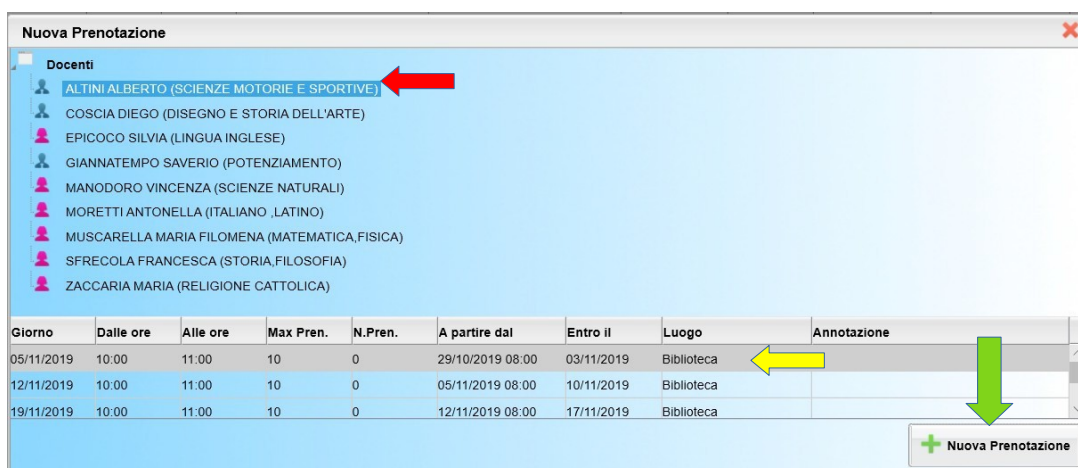 Nuova Prenotazione
Docenti
ALTINI ALBERTO (SCIENZE MOTORIE E SPORTIVE)
COSCIA DIEGO (DISEGNO E STORIA DELL'ARTE)
EPICOCO SILVIA (LINGUA INGLESE)
GIANNATEMPO SAVERIO (POTENZIAMENTO)
MANODORO VINCENZA (SCIENZE NATURALI)
MORETTI ANTONELLA (ITALIANO ,LATINO)
MUSCARELLA MARIA FILOMENA (MATEMATICA,FISICA)
SFRECOLA FRANCESCA (STORIA,FILOSOFIA)
ZACCARIA MARIA (RELIGIONE CATTOLICA)
Giorno Dalle ore Alle ore Max Pren. N.Pren. A partire dal Entro il Luogo Annotazione
05/11/2019 10:00 11:00 10 0 29/10/2019 08:00 03/11/2019 Biblioteca
12/11/2019 10:00 11:00 10 0 05/11/2019 08:00 10/11/2019 Biblioteca
19/11/2019 10:00 11:00 10 0 12/11/2019 08:00 17/11/2019 Biblioteca
Nuova Prenotazione